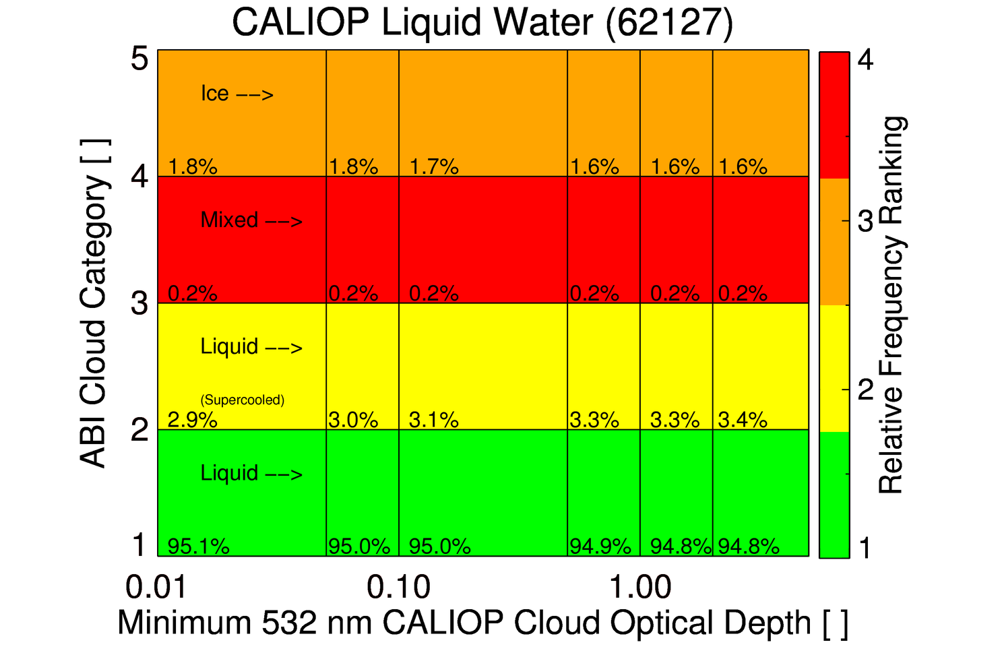 CALIOP Liquid Water (62127)
5
4
3
2
1
ABI Cloud Category [ ]
Ice −−>
1.8% 1.8% 1.7% 1.6% 1.6% 1.6%
Mixed −−>
0.2% 0.2% 0.2% 0.2% 0.2% 0.2%
Liquid −−>
(Supercooled)
2.9% 3.0% 3.1% 3.3% 3.3% 3.4%
Liquid −−>
95.1% 95.0% 95.0% 94.9% 94.8% 94.8%
0.01 0.10 1.00
Minimum 532 nm CALIOP Cloud Optical Depth [ ]
4
3
2
1
Relative Frequency Ranking